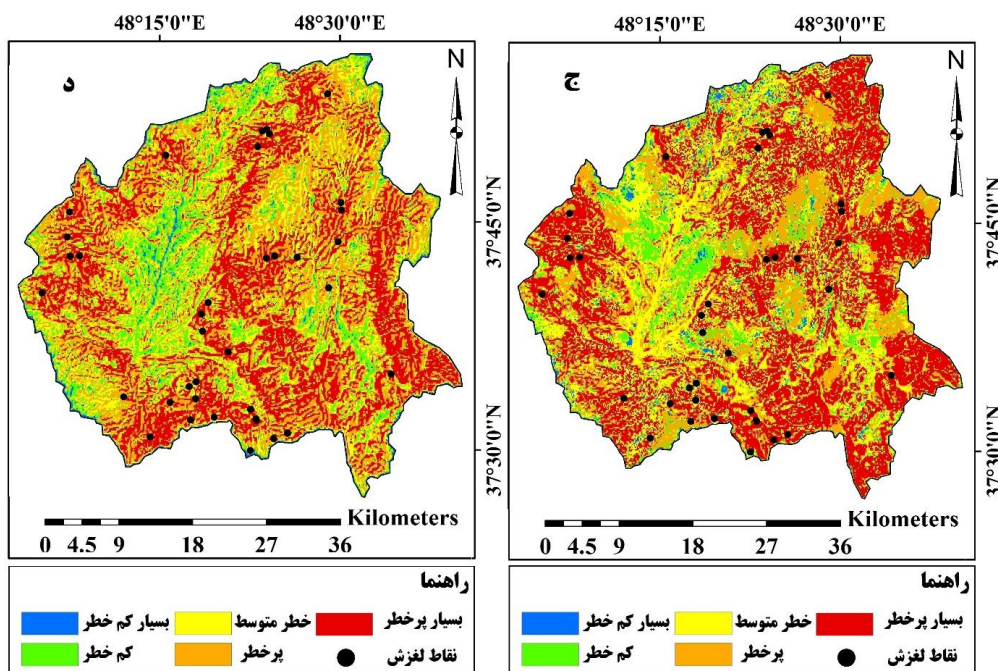 48°15'0"E 48°30'0"E
48°15'0"E 48°30'0"E
ج
N
د
N
37°45'0"N
37°30'0"N
37°45'0"N
37°30'0"N
Kilometers
0 4.5 9 18 27 36
Kilometers
0 4.5 9 18 27 36
راهنما
بسیار پرخطر خطر متوسط بسیار کم خطر
نقاط لغزش پرخطر کم خطر
راهنما
بسیار پرخطر خطر متوسط بسیار کم خطر
نقاط لغزش پرخطر کم خطر